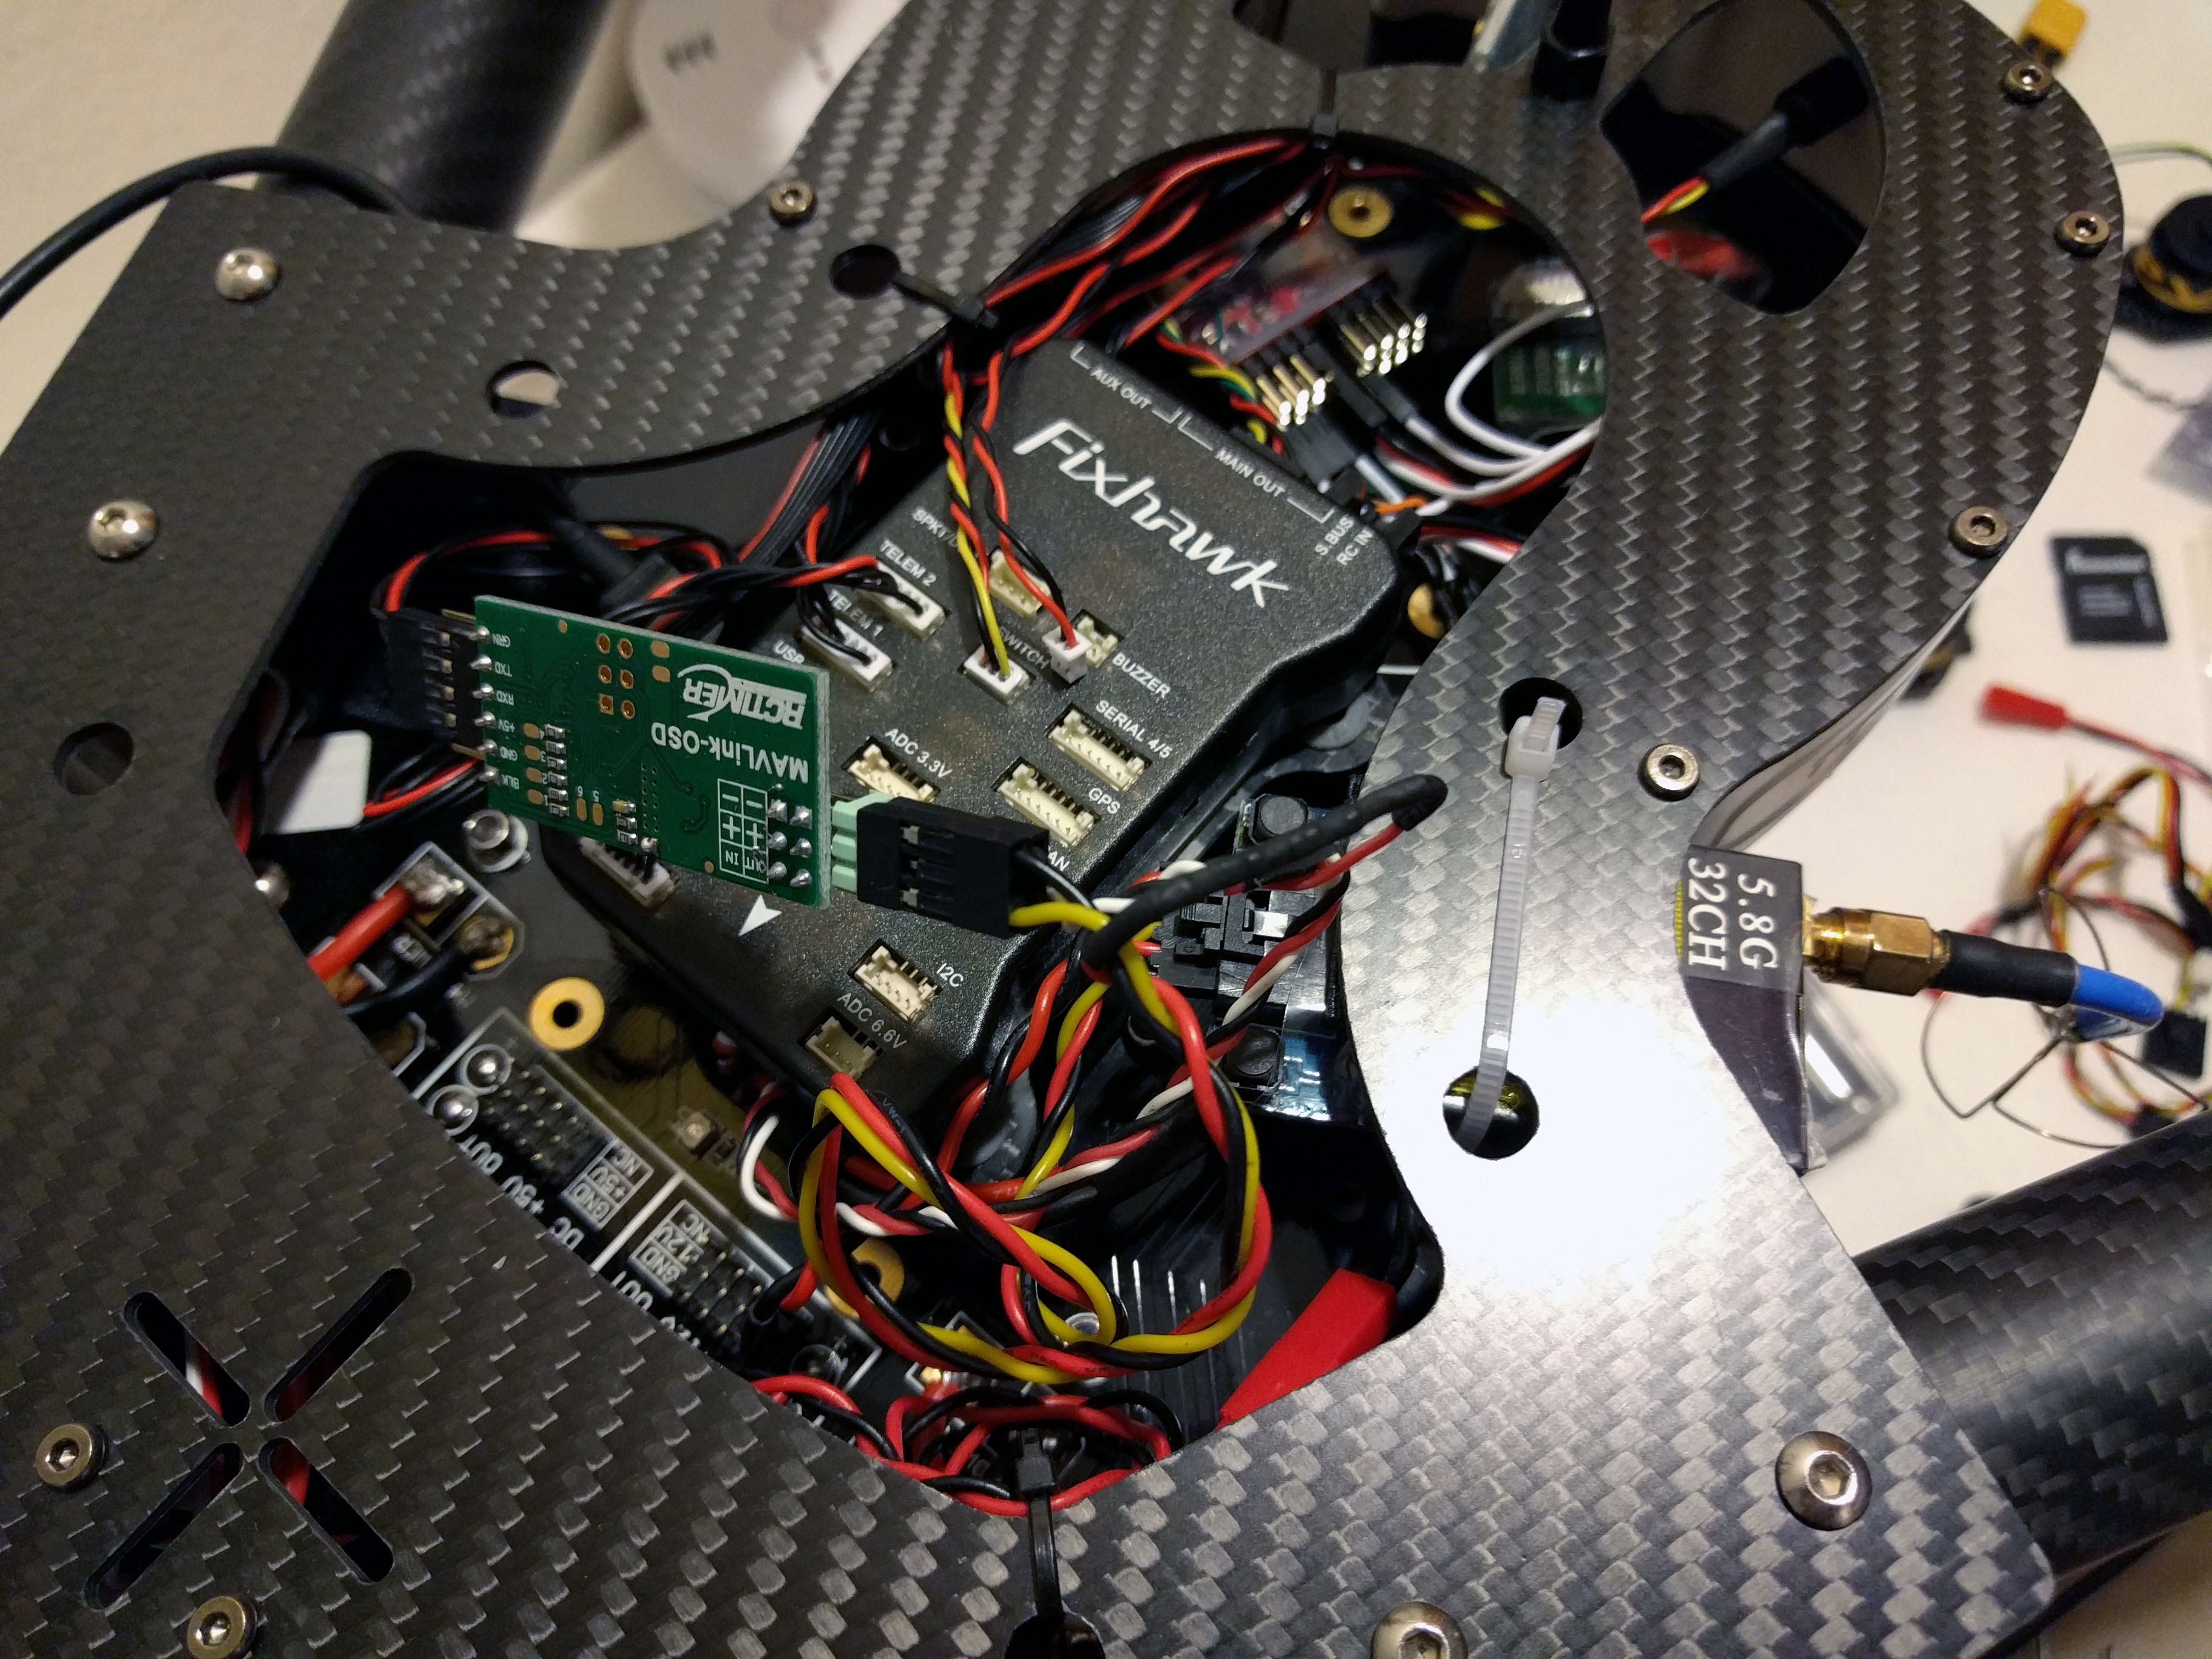 AUX OUT
MAIN OUT
Fixhawk
S.BUS
RC IN
TELEM 2
TELEM 1
USB
SWITCH
BUZZER
SERIAL 4/5
GPS
ADC 3.3V
I2C
ADC 6.6V
RCTIMER
MAVLink-OSD
GRN
TXD
RXD
+5V
GND
BLK
OUT IN
OUT
5.8G
32CH
NC
+5V
GND
DC +5V OUT
NC
12V
GND
OUT